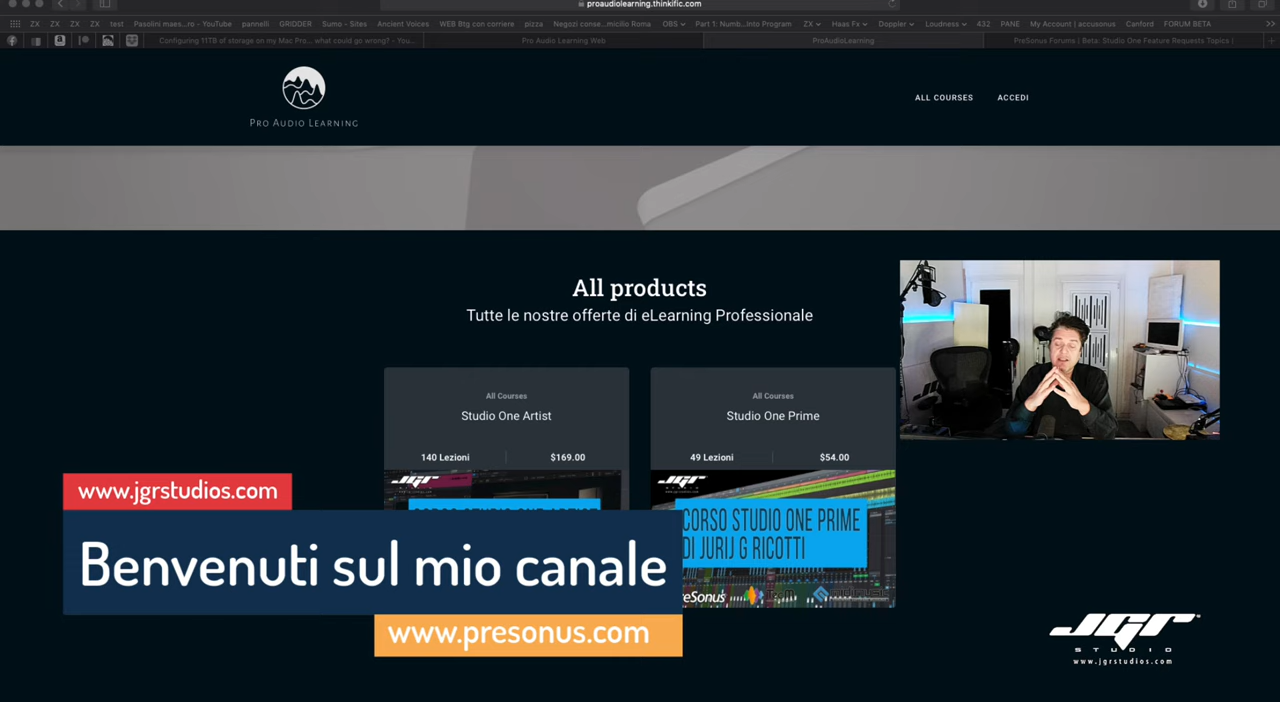 proaudiolearning.thinkific.com
ZX ZX ZX ZX test Pasolini maes...ro - YouTube pannelli GRIDDER Sumo - Sites Ancient Voices WEB Btg con corriere pizza Negozi conse...micilio Roma OBS Part 1: Numb...into Program ZX Haas Fx Doppler Loudness 432 PANE My Account | accusonus Canford FORUM BETA
Configuring 11TB of storage on my Mac Pro... what could go wrong? - You... Pro Audio Learning Web ProAudioLearning PreSonus Forums | Beta: Studio One Feature Requests Topics |
PRO AUDIO LEARNING
ALL COURSES ACCEDI
All products
Tutte le nostre offerte di eLearning Professionale
All Courses
Studio One Artist
140 Lezioni $169.00
All Courses
Studio One Prime
49 Lezioni $54.00
JGR
STUDIO
JGR
STUDIO
CORSO STUDIO ONE PRIME
DI JURIJ G RICOTTI
reSonus
www.jgrstudios.com
Benvenuti sul mio canale
www.presonus.com
JGR
STUDIO
www.jgrstudios.com